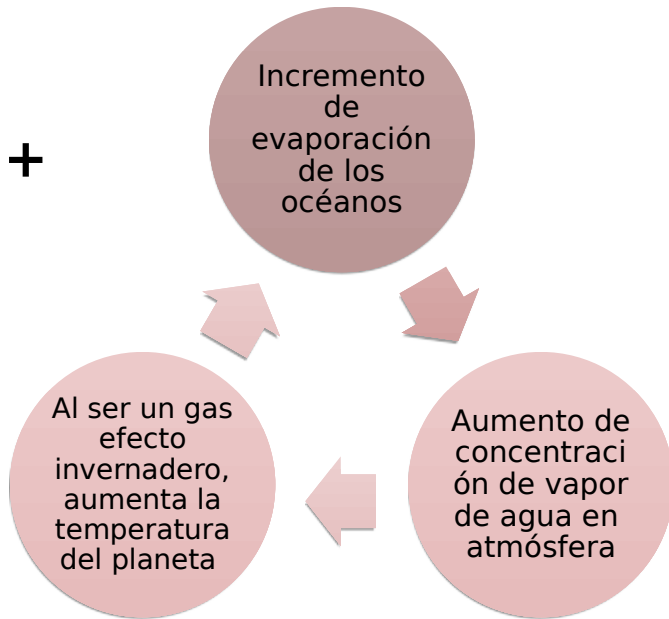 +
Incremento
de
evaporación
de los
océanos
Aumento de
concentraci
ón de vapor
de agua en
atmósfera
Al ser un gas
efecto
invernadero,
aumenta la
temperatura
del planeta